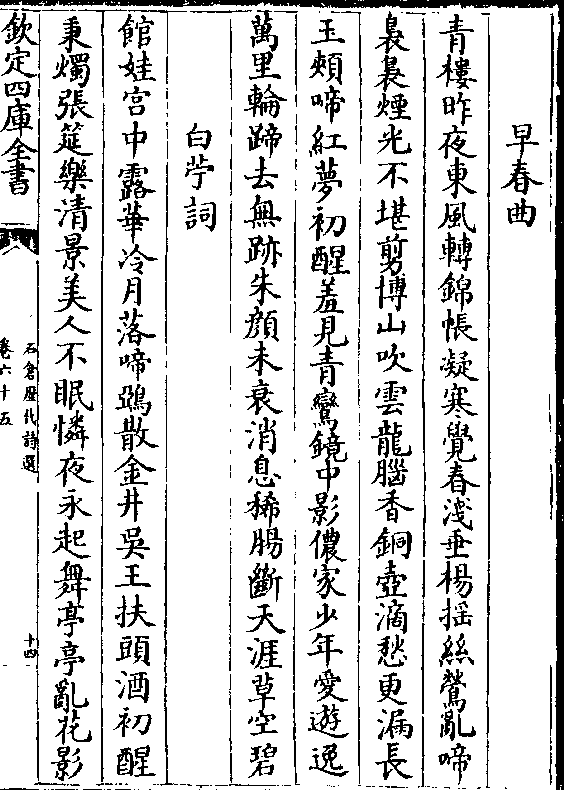 早春曲
青樓昨夜東風轉錦帳凝寒覺春淺垂楊揺絲鶯亂啼
裊裊煙光不堪剪博山吹雲龍腦香銅壺滴愁更漏長
玉頰啼紅夢初醒羞見青鸞鏡中影儂家少年愛遊逸
萬里輪蹄去無跡朱顔未衰消息稀腸斷天涯草空碧
白苧詞
館娃宫中露華冷月落啼鴉散金井吳王扶頭酒初醒
秉燭張筵樂清景美人不眠憐夜永起舞亭亭亂花影
欽定四庫全書
石倉歷代詩選
卷六十五
十四